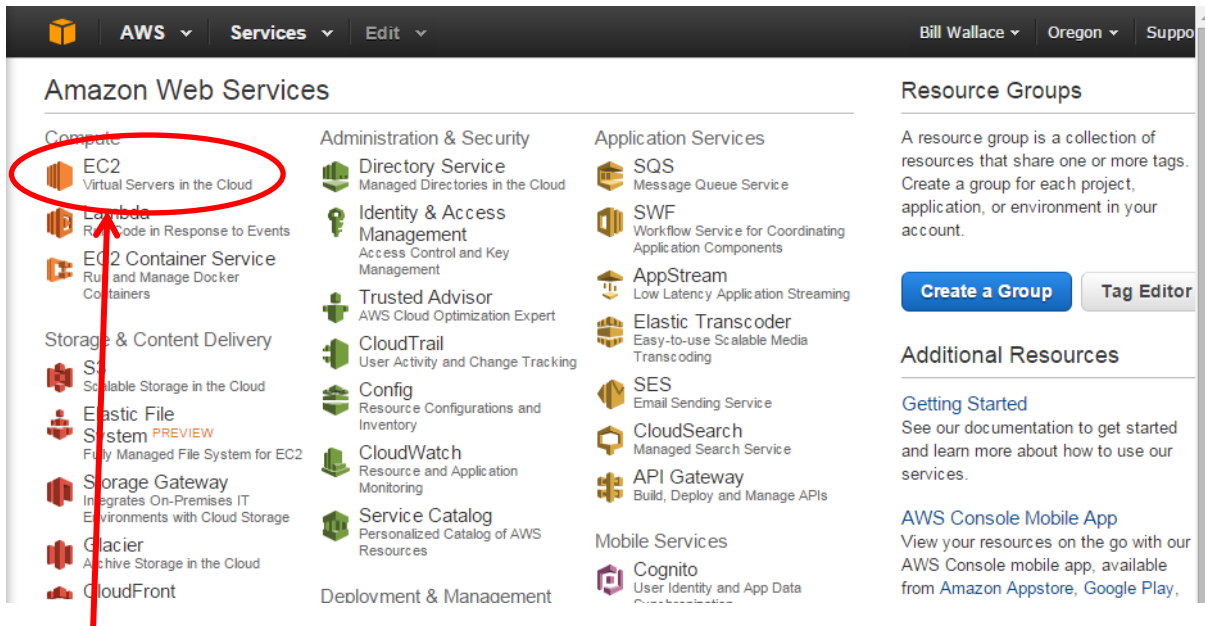 AWS Services Edit Bill Wallace Oregon Suppo
Amazon Web Services
Compute
EC2
Virtual Servers in the Cloud
Lambda
Run Code in Response to Events
EC2 Container Service
Run and Manage Docker
Containers
Storage & Content Delivery
S3
Scalable Storage in the Cloud
Elastic File
System PREVIEW
Fully Managed File System for EC2
Storage Gateway
Integrates On-Premises IT
Environments with Cloud Storage
Glacier
Archive Storage in the Cloud
CloudFront
Administration & Security
Directory Service
Managed Directories in the Cloud
Identity & Access
Management
Access Control and Key
Management
Trusted Advisor
AWS Cloud Optimization Expert
CloudTrail
User Activity and Change Tracking
Config
Resource Configurations and
Inventory
CloudWatch
Resource and Application
Monitoring
Service Catalog
Personalized Catalog of AWS
Resources
Deployment & Management
Application Services
SQS
Message Queue Service
SWF
Workflow Service for Coordinating
Application Components
AppStream
Low Latency Application Streaming
Elastic Transcoder
Easy-to-use Scalable Media
Transcoding
SES
Email Sending Service
CloudSearch
Managed Search Service
API Gateway
Build, Deploy and Manage APIs
Mobile Services
Cognito
User Identity and App Data
Resource Groups
A resource group is a collection of
resources that share one or more tags.
Create a group for each project,
application, or environment in your
account.
Create a Group Tag Editor
Additional Resources
Getting Started
See our documentation to get started
and learn more about how to use our
services.
AWS Console Mobile App
View your resources on the go with our
AWS Console mobile app, available
from Amazon Appstore, Google Play,